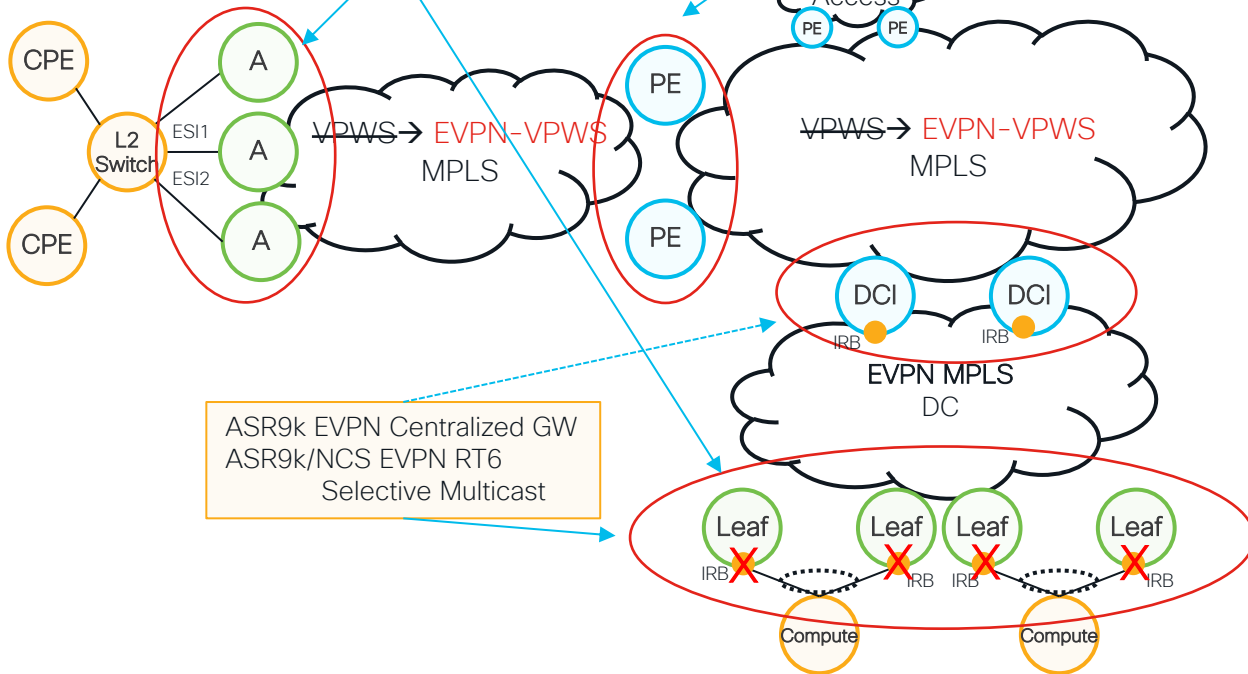 Access
PE
PE
CPE
A
PE
L2
Switch
ESI1
A
VPWS→ EVPN-VPWS
MPLS
VPWS→ EVPN-VPWS
MPLS
ESI2
CPE
A
PE
DCI
DCI
IRB
IRB
EVPN MPLS
DC
ASR9k EVPN Centralized GW
ASR9k/NCS EVPN RT6
Selective Multicast
Leaf
Leaf
Leaf
Leaf
IRB
IRB
IRB
IRB
Compute
Compute